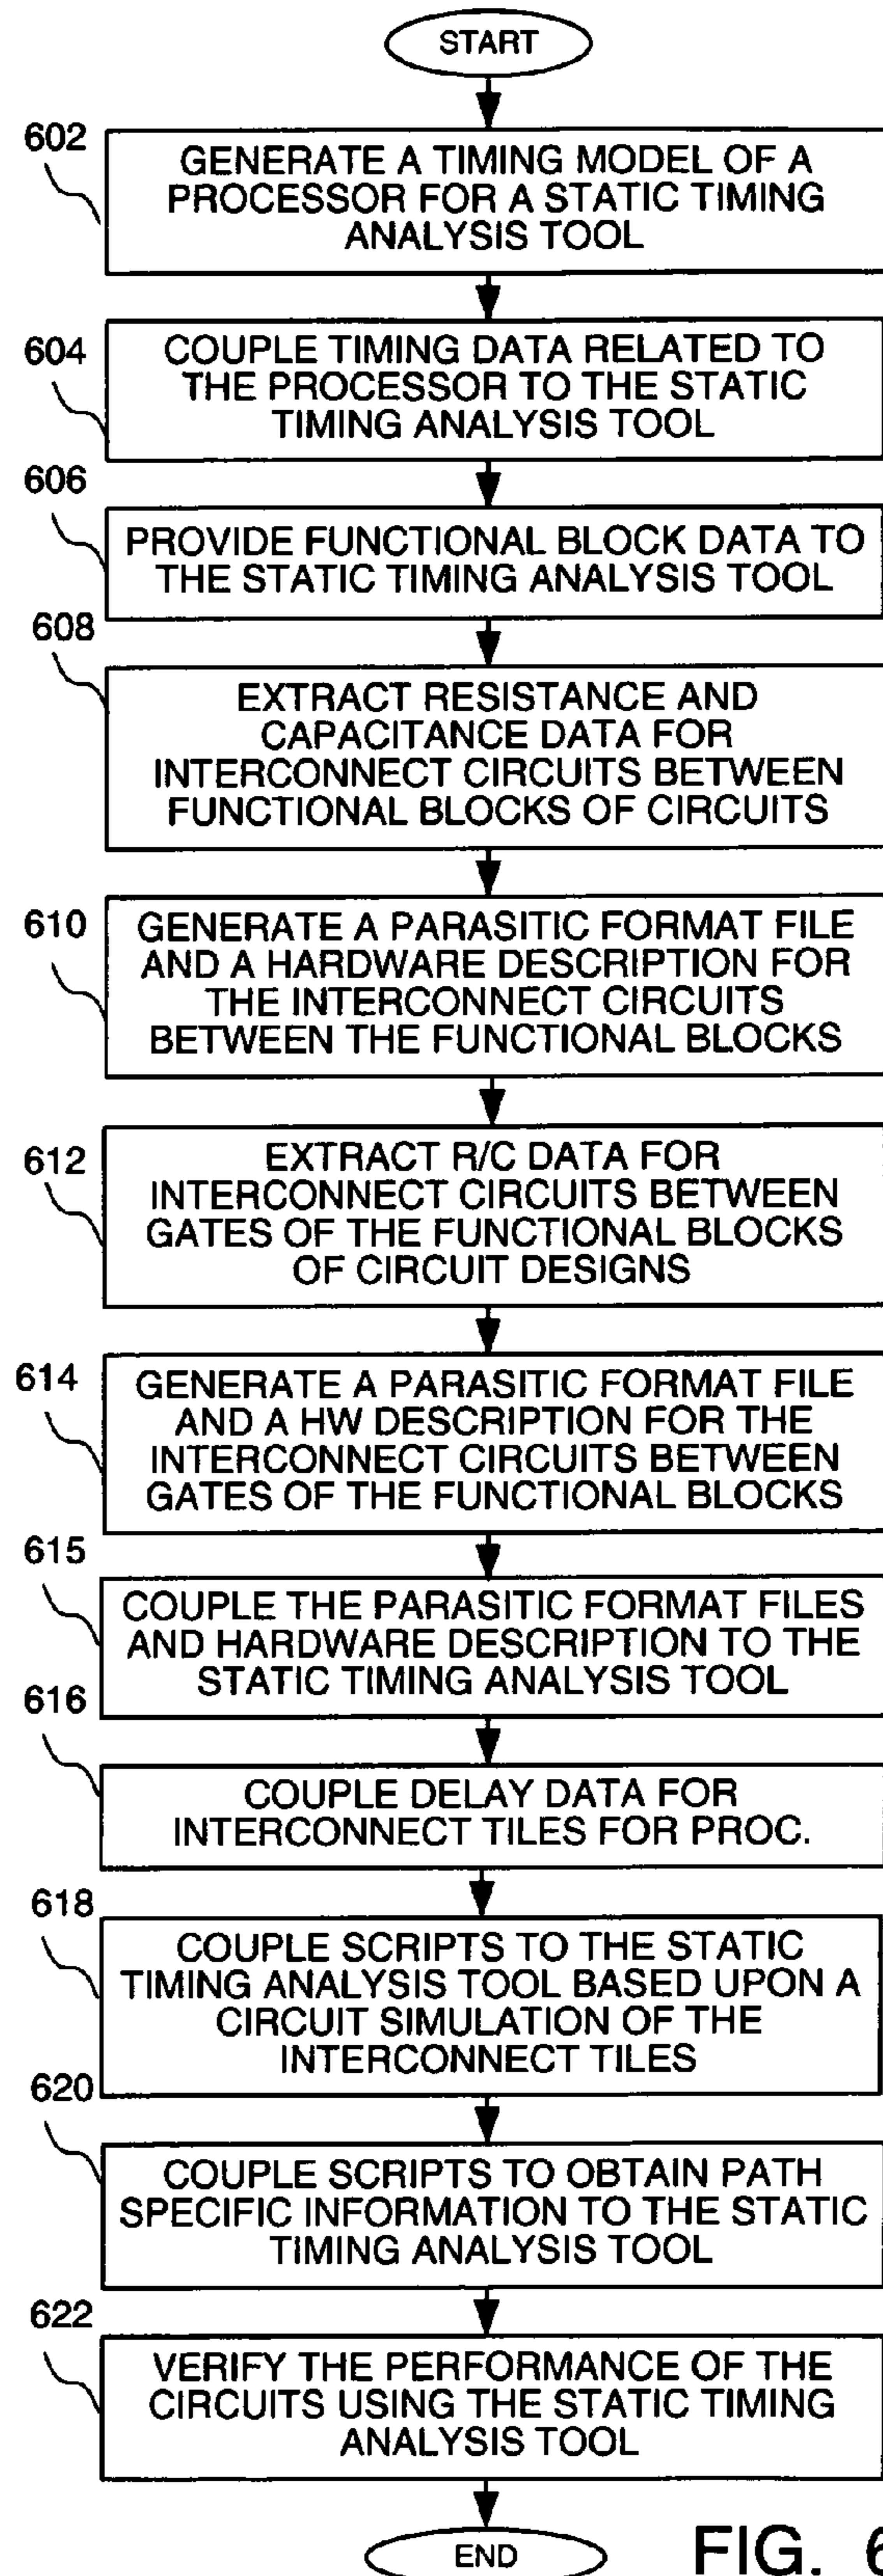 START
602
GENERATE A TIMING MODEL OF A
PROCESSOR FOR A STATIC TIMING
ANALYSIS TOOL
604
COUPLE TIMING DATA RELATED TO
THE PROCESSOR TO THE STATIC
TIMING ANALYSIS TOOL
606
PROVIDE FUNCTIONAL BLOCK DATA TO
THE STATIC TIMING ANALYSIS TOOL
608
EXTRACT RESISTANCE AND
CAPACITANCE DATA FOR
INTERCONNECT CIRCUITS BETWEEN
FUNCTIONAL BLOCKS OF CIRCUITS
610
GENERATE A PARASITIC FORMAT FILE
AND A HARDWARE DESCRIPTION FOR
THE INTERCONNECT CIRCUITS
BETWEEN THE FUNCTIONAL BLOCKS
612
EXTRACT R/C DATA FOR
INTERCONNECT CIRCUITS BETWEEN
GATES OF THE FUNCTIONAL BLOCKS
OF CIRCUIT DESIGNS
614
GENERATE A PARASITIC FORMAT FILE
AND A HW DESCRIPTION FOR THE
INTERCONNECT CIRCUITS BETWEEN
GATES OF THE FUNCTIONAL BLOCKS
615
COUPLE THE PARASITIC FORMAT FILES
AND HARDWARE DESCRIPTION TO THE
STATIC TIMING ANALYSIS TOOL
616
COUPLE DELAY DATA FOR
INTERCONNECT TILES FOR PROC.
618
COUPLE SCRIPTS TO THE STATIC
TIMING ANALYSIS TOOL BASED UPON A
CIRCUIT SIMULATION OF THE
INTERCONNECT TILES
620
COUPLE SCRIPTS TO OBTAIN PATH
SPECIFIC INFORMATION TO THE STATIC
TIMING ANALYSIS TOOL
622
VERIFY THE PERFORMANCE OF THE
CIRCUITS USING THE STATIC TIMING
ANALYSIS TOOL
END
FIG. 6